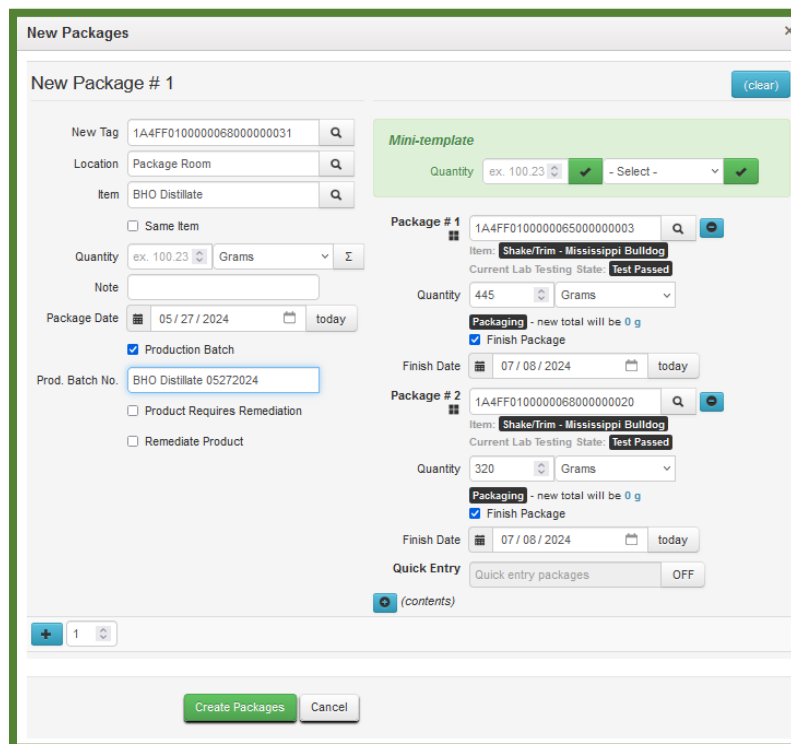 New Packages
×
New Package # 1
(clear)
New Tag 1A4FF0100000068000000031
Location Package Room
Item BHO Distillate
Same Item
Quantity ex. 100.23 Grams Σ
Note
Package Date 05 / 27 / 2024 today
Production Batch
Prod. Batch No. BHO Distillate 05272024
Product Requires Remediation
Remediate Product
Mini-template
Quantity ex. 100.23 - Select -
Package # 1 1A4FF0100000065000000003
Item: Shake/Trim - Mississippi Bulldog
Current Lab Testing State: Test Passed
Quantity 445 Grams
Packaging - new total will be 0 g
Finish Package
Finish Date 07 / 08 / 2024 today
Package # 2 1A4FF0100000068000000020
Item: Shake/Trim - Mississippi Bulldog
Current Lab Testing State: Test Passed
Quantity 320 Grams
Packaging - new total will be 0 g
Finish Package
Finish Date 07 / 08 / 2024 today
Quick Entry Quick entry packages OFF
(contents)
1
Create Packages Cancel